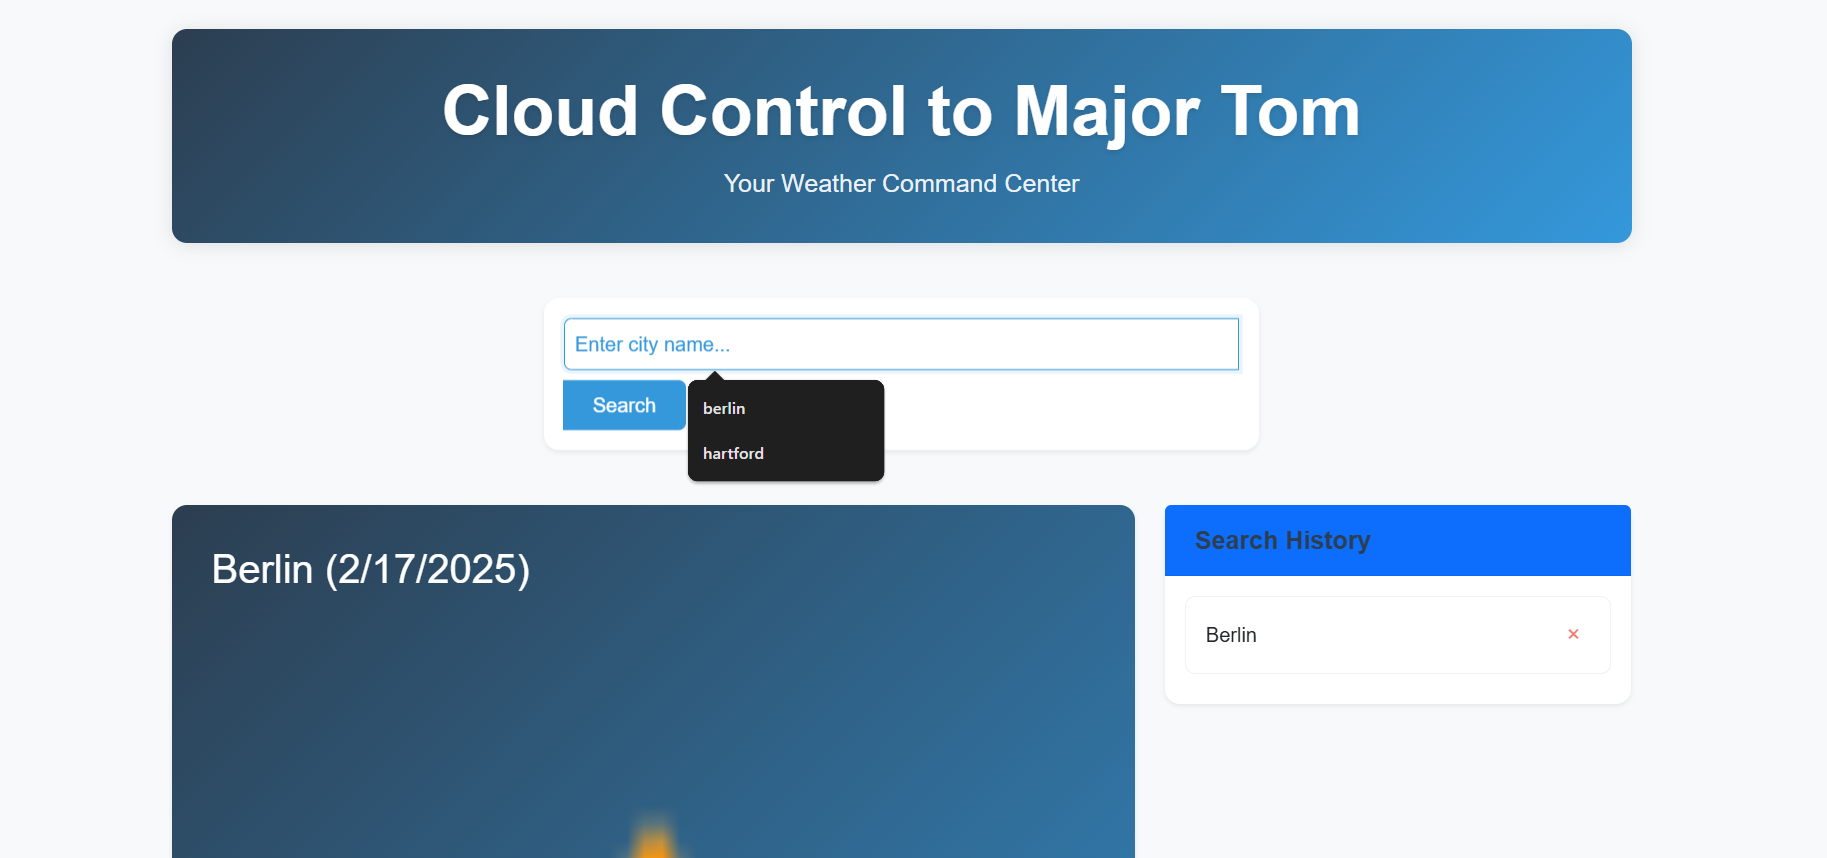 Cloud Control to Major Tom
Your Weather Command Center
Enter city name...
Search
berlin
hartford
Berlin (2/17/2025)
Search History
Berlin